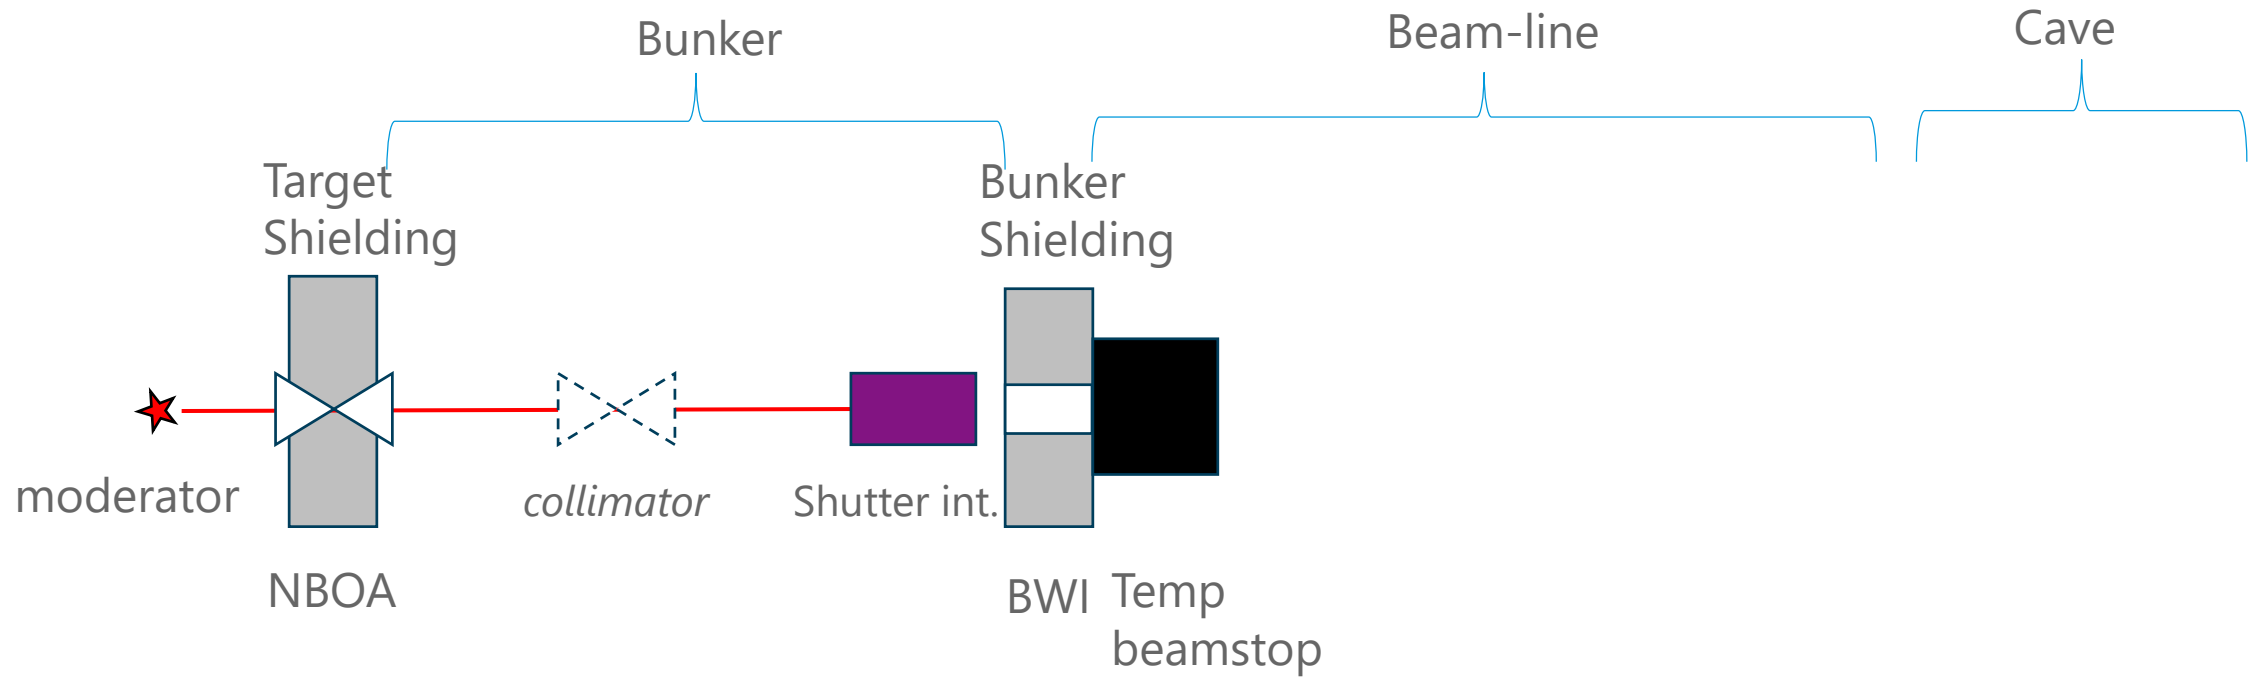 Bunker
Beam-line
Cave
Target
Shielding
Bunker
Shielding
moderator
collimator
Shutter int.
NBOA
BWI
Temp
beamstop